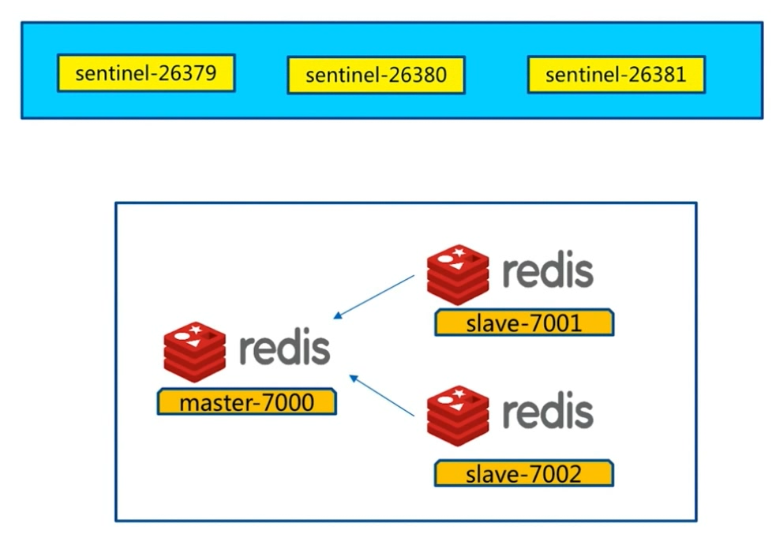 sentinel-26379
sentinel-26380
sentinel-26381
redis
slave-7001
redis
master-7000
redis
slave-7002